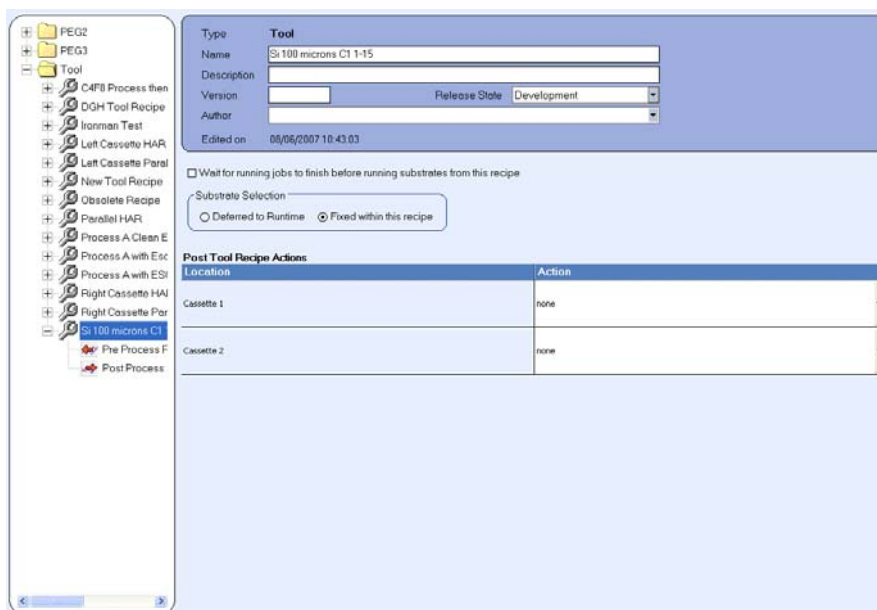 PEG2
PEG3
Tool
C4F8 Process then
DGH Tool Recipe
Ironman Test
Left Cassette HAR
Left Cassette Paral
New Tool Recipe
Obsolete Recipe
Parallel HAR
Process A Clean E
Process A with Esc
Process A with ESC
Right Cassette HAR
Right Cassette Par
Si 100 microns C1
Pre Process F
Post Process
Type Tool
Name Si 100 microns C1 1-15
Description
Version Release State Development
Author
Edited on 08/06/2007 10:43:03
Wait for running jobs to finish before running substrates from this recipe
Substrate Selection
Deferred to Runtime Fixed within this recipe
Post Tool Recipe Actions
Location Action
Cassette 1 none
Cassette 2 none